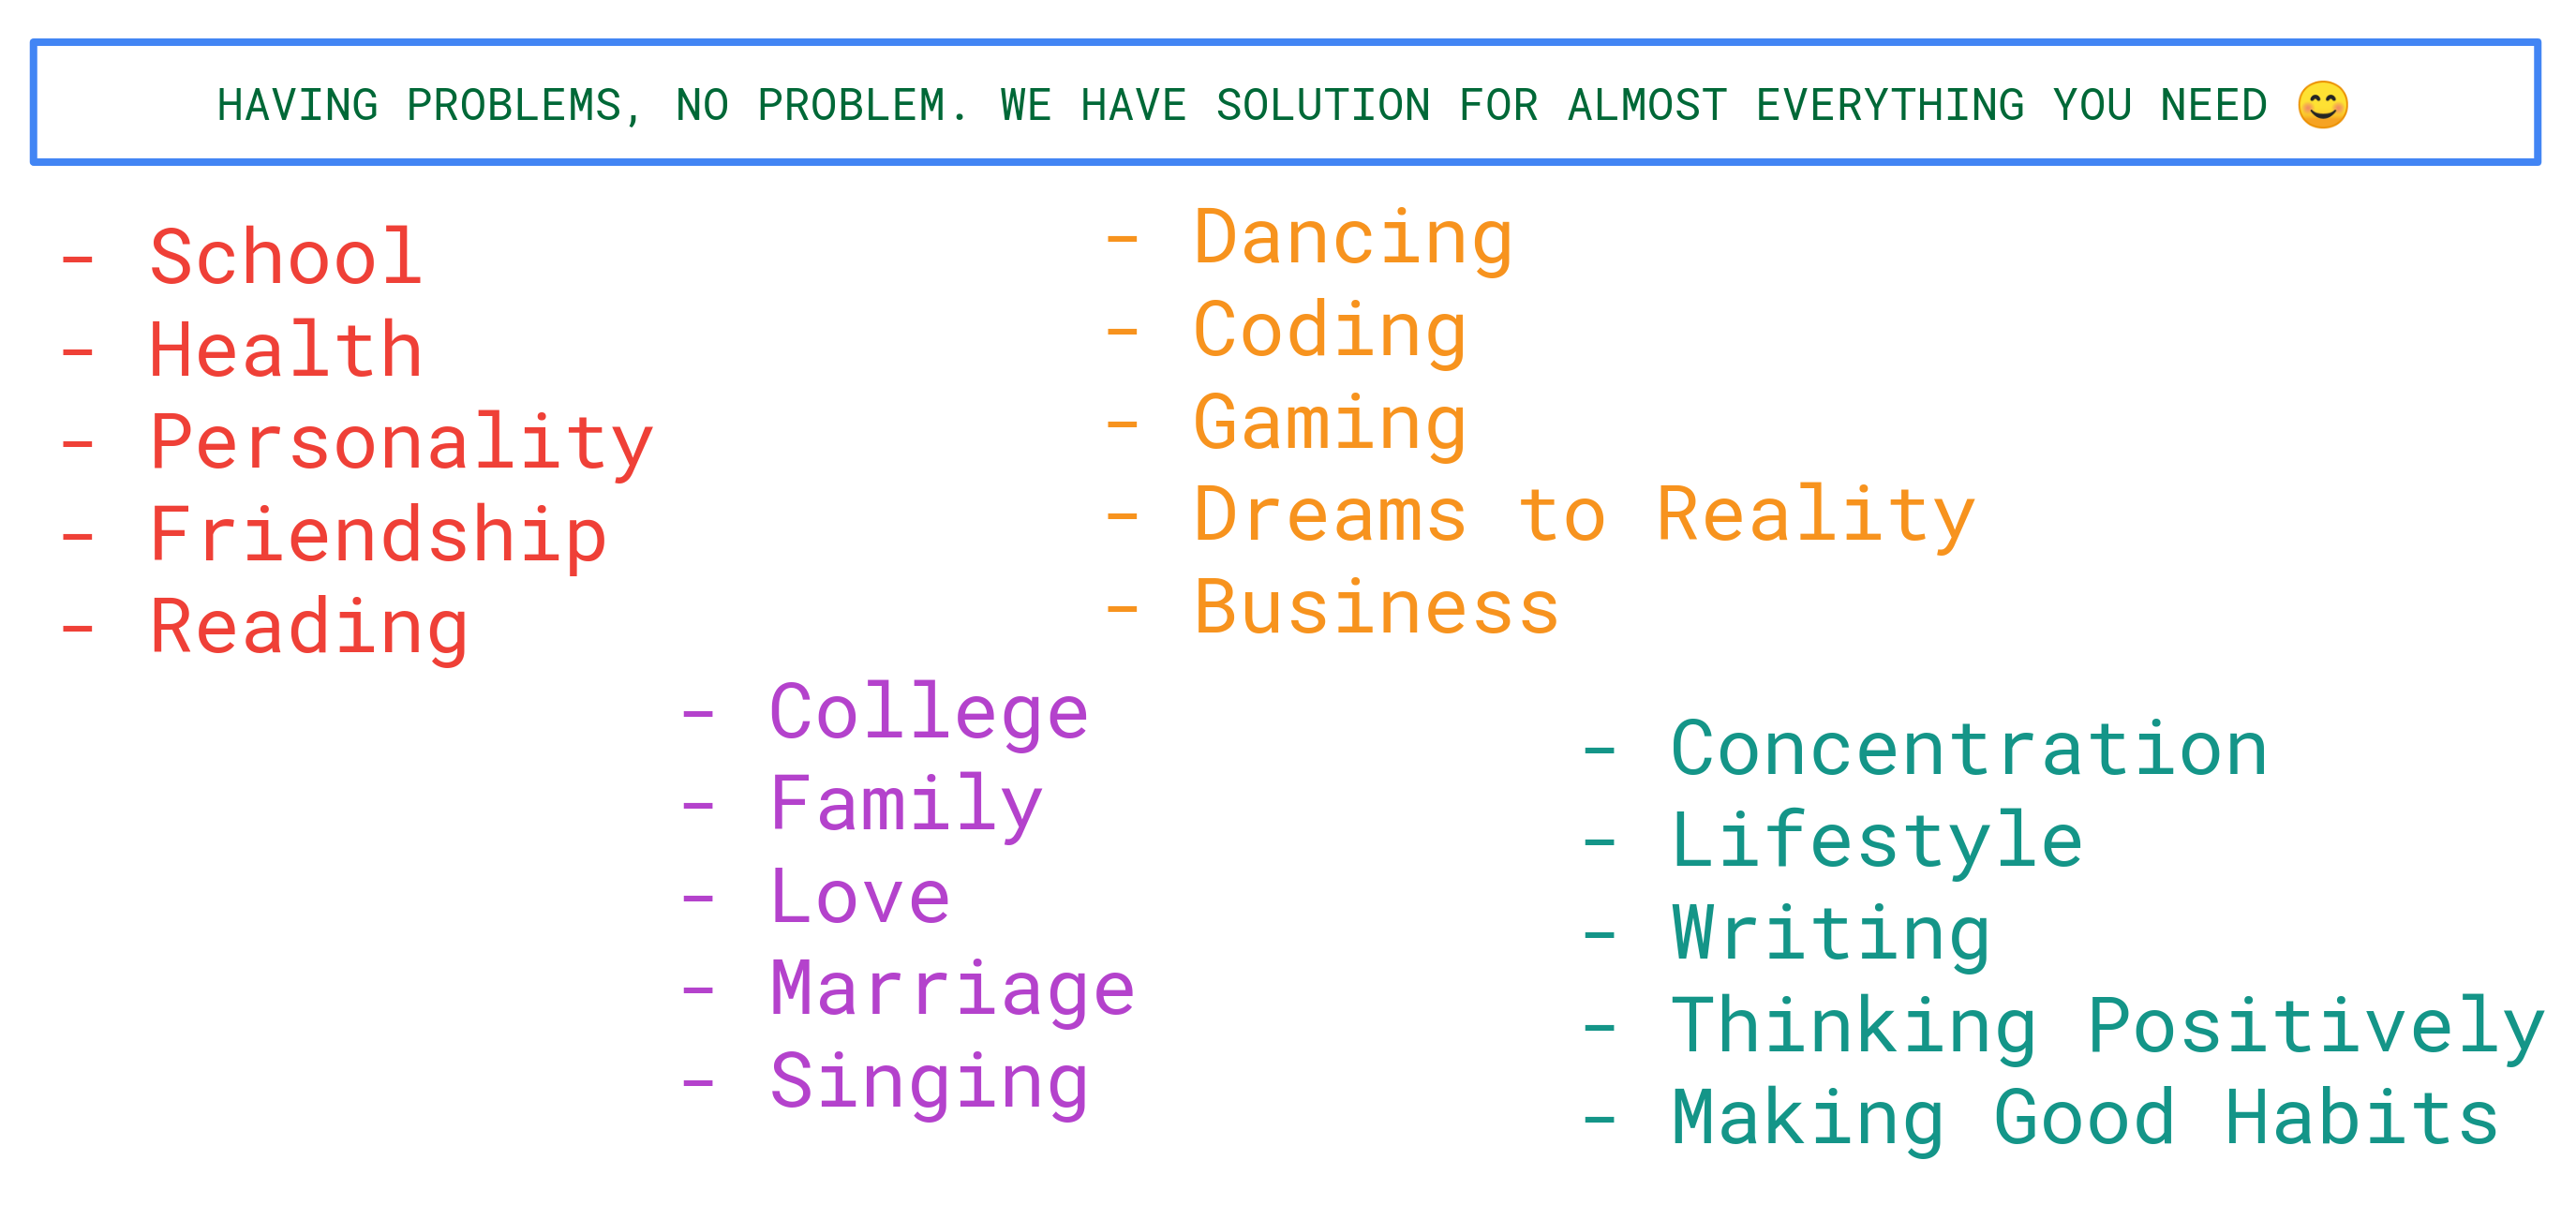 HAVING PROBLEMS, NO PROBLEM. WE HAVE SOLUTION FOR ALMOST EVERYTHING YOU NEED 😊
- School
- Health
- Personality
- Friendship
- Reading
- Dancing
- Coding
- Gaming
- Dreams to Reality
- Business
- College
- Family
- Love
- Marriage
- Singing
- Concentration
- Lifestyle
- Writing
- Thinking Positively
- Making Good Habits